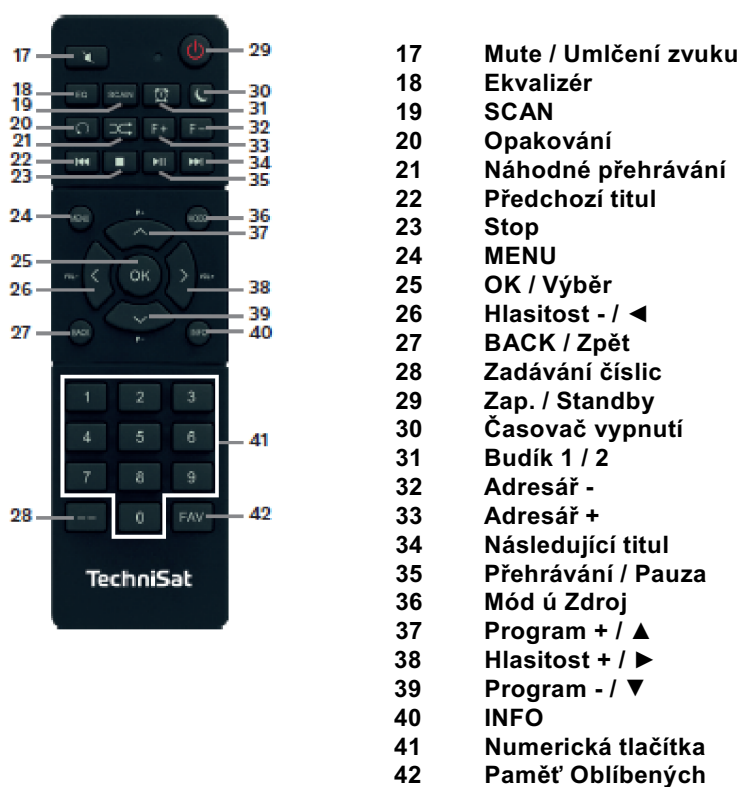 17 Mute / Umlčení zvuku
18 Ekvalizér
19 SCAN
20 Opakování
21 Náhodné přehrávání
22 Předchozí titul
23 Stop
24 MENU
25 OK / Výběr
26 Hlasitost - / ◄
27 BACK / Zpět
28 Zadávání číslic
29 Zap. / Standby
30 Časovač vypnutí
31 Budík 1 / 2
32 Adresář -
33 Adresář +
34 Následující titul
35 Přehrávání / Pauza
36 Mód ú Zdroj
37 Program + / ▲
38 Hlasitost + / ►
39 Program - / ▼
40 INFO
41 Numerická tlačítka
42 Paměť Oblíbených
17
29
18
EQ SCAN
30
19
31
20
F+ F-
32
21
33
22
34
23
35
24
MENU
P+
MODE
36
37
25
VOL-
OK
VOL+
26
38
39
27
BACK
P-
INFO
40
1 2 3
4 5 6
41
7 8 9
28
-- 0 FAV
42
TechniSat